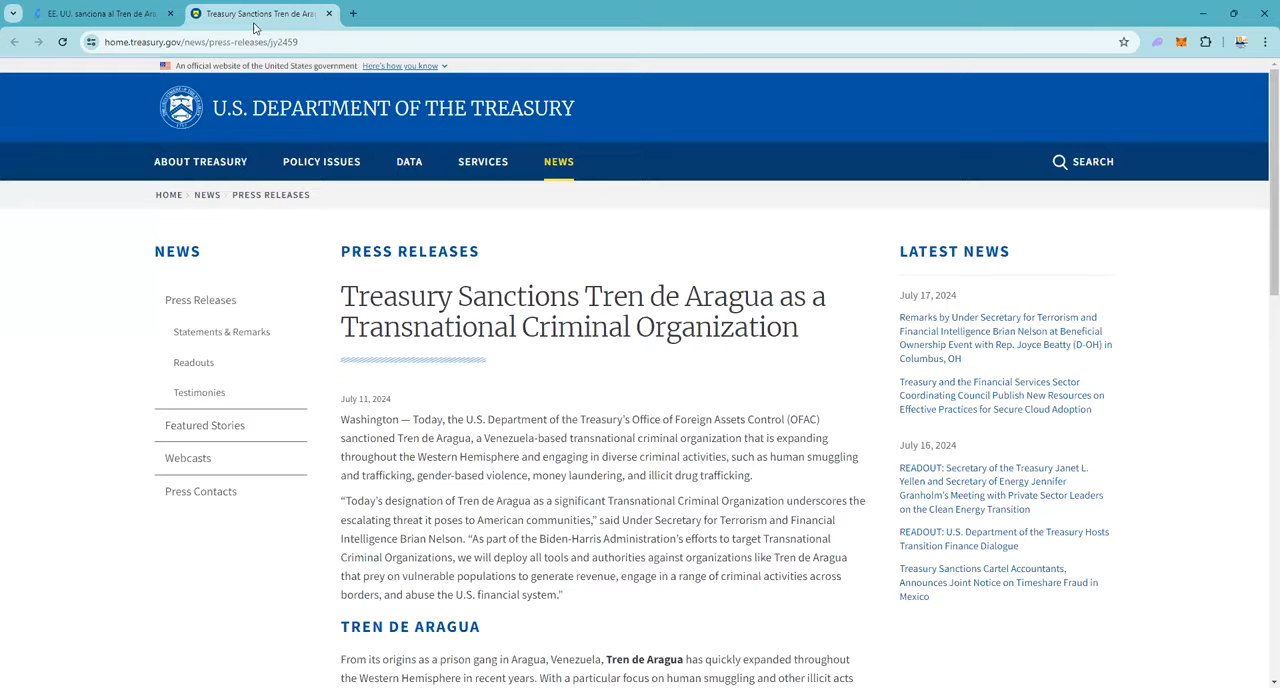 EE. UU. sanciona al Tren de Ara
Treasury Sanctions Tren de Ara
home.treasury.gov/news/press-releases/jy2459
An official website of the United States government Here's how you know
U.S. DEPARTMENT OF THE TREASURY
ABOUT TREASURY POLICY ISSUES DATA SERVICES NEWS SEARCH
HOME NEWS PRESS RELEASES
NEWS
Press Releases
Statements & Remarks
Readouts
Testimonies
Featured Stories
Webcasts
Press Contacts
PRESS RELEASES
Treasury Sanctions Tren de Aragua as a
Transnational Criminal Organization
July 11, 2024
Washington — Today, the U.S. Department of the Treasury's Office of Foreign Assets Control (OFAC)
sanctioned Tren de Aragua, a Venezuela-based transnational criminal organization that is expanding
throughout the Western Hemisphere and engaging in diverse criminal activities, such as human smuggling
and trafficking, gender-based violence, money laundering, and illicit drug trafficking.
“Today's designation of Tren de Aragua as a significant Transnational Criminal Organization underscores the
escalating threat it poses to American communities,” said Under Secretary for Terrorism and Financial
Intelligence Brian Nelson. “As part of the Biden-Harris Administration's efforts to target Transnational
Criminal Organizations, we will deploy all tools and authorities against organizations like Tren de Aragua
that prey on vulnerable populations to generate revenue, engage in a range of criminal activities across
borders, and abuse the U.S. financial system.”
TREN DE ARAGUA
From its origins as a prison gang in Aragua, Venezuela, Tren de Aragua has quickly expanded throughout
the Western Hemisphere in recent years. With a particular focus on human smuggling and other illicit acts
LATEST NEWS
July 17, 2024
Remarks by Under Secretary for Terrorism and
Financial Intelligence Brian Nelson at Beneficial
Ownership Event with Rep. Joyce Beatty (D-OH) in
Columbus, OH
Treasury and the Financial Services Sector
Coordinating Council Publish New Resources on
Effective Practices for Secure Cloud Adoption
July 16, 2024
READOUT: Secretary of the Treasury Janet L.
Yellen and Secretary of Energy Jennifer
Granholm's Meeting with Private Sector Leaders
on the Clean Energy Transition
READOUT: U.S. Department of the Treasury Hosts
Transition Finance Dialogue
Treasury Sanctions Cartel Accountants,
Announces Joint Notice on Timeshare Fraud in
Mexico